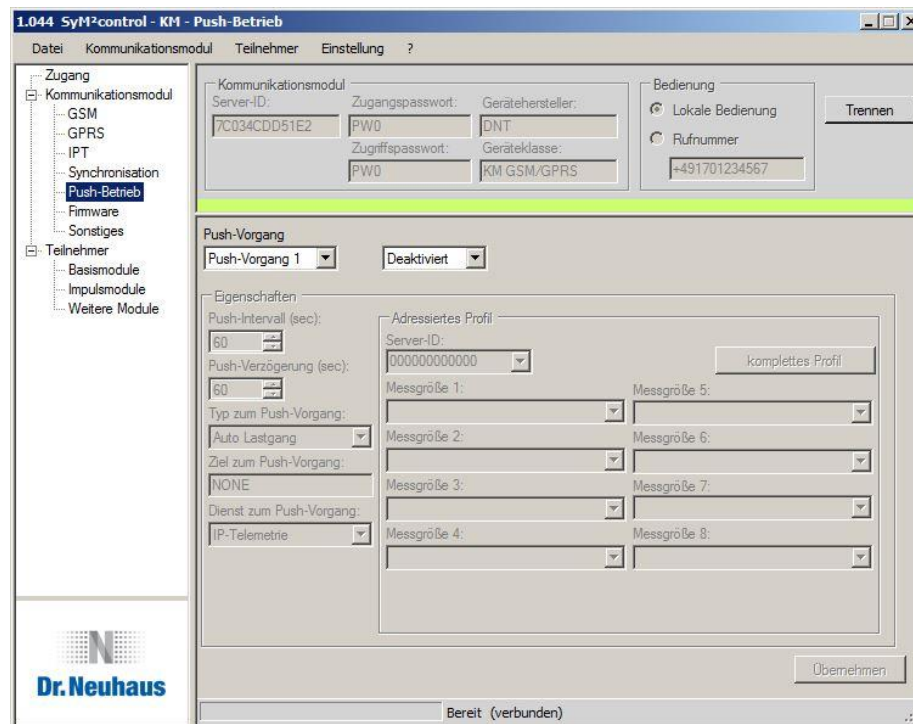 1.044 SyM²control - KM - Push-Betrieb
Datei Kommunikationsmodul Teilnehmer Einstellung ?
Zugang
Kommunikationsmodul
GSM
GPRS
IPT
Synchronisation
Push-Betrieb
Firmware
Sonstiges
Teilnehmer
Basismodule
Impulsmodule
Weitere Module
Dr.Neuhaus
Kommunikationsmodul
Server-ID: Zugangspasswort: Gerätehersteller:
7C034CDD51E2 PW0 DNT
Zugriffspasswort: Geräteklasse:
PW0 KM GSM/GPRS
Bedienung
Lokale Bedienung
Rufnummer
+491701234567
Trennen
Push-Vorgang
Push-Vorgang 1 Deaktiviert
Eigenschaften
Push-Intervall (sec):
60
Push-Verzögerung (sec):
60
Typ zum Push-Vorgang:
Auto Lastgang
Ziel zum Push-Vorgang:
NONE
Dienst zum Push-Vorgang:
IP-Telemetrie
Adressiertes Profil
Server-ID:
000000000000
komplettes Profil
Messgröße 1: Messgröße 5:
Messgröße 2: Messgröße 6:
Messgröße 3: Messgröße 7:
Messgröße 4: Messgröße 8:
Übernehmen
Bereit (verbunden)